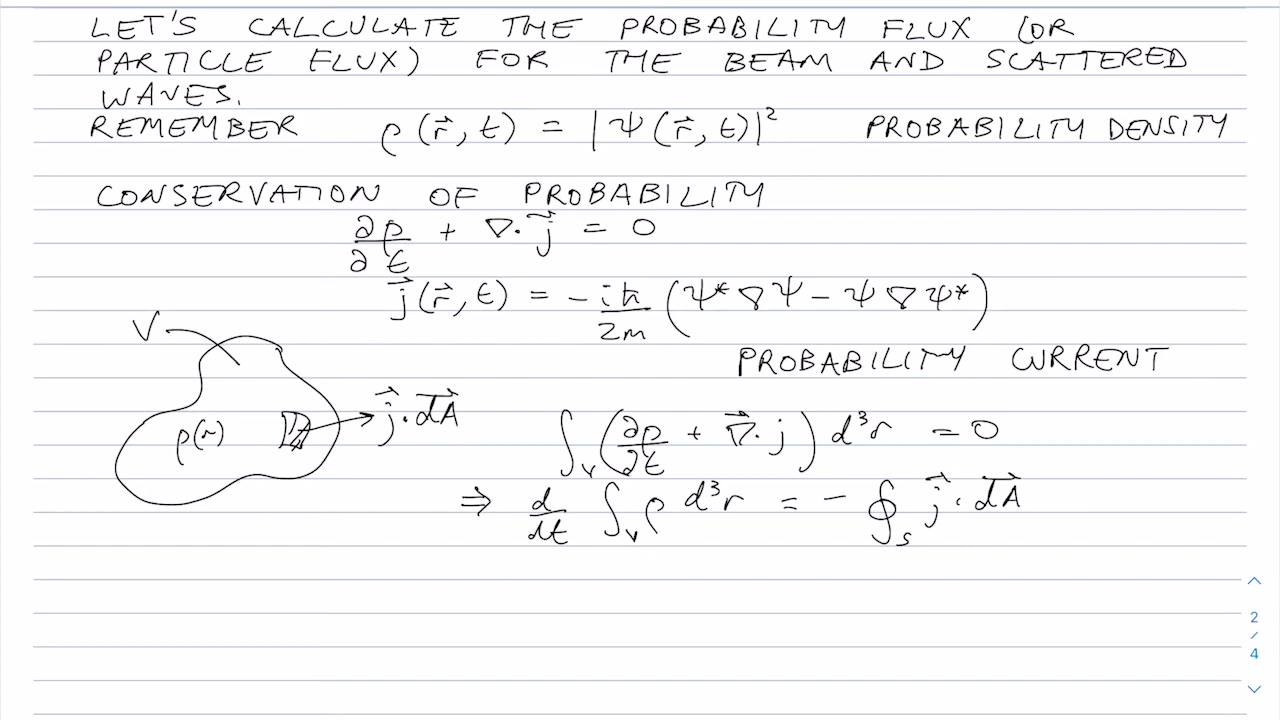 LET'S CALCULATE THE PROBABILITY FLUX (OR
PARTICLE FLUX) FOR THE BEAM AND SCATTERED
WAVES.
REMEMBER ρ(r⃗, t) = |Ψ(r⃗, t)|² PROBABILITY DENSITY
CONSERVATION OF PROBABILITY
∂ρ/∂t + ∇·j⃗ = 0
j⃗(r⃗, t) = -iħ/2m (Ψ*∇Ψ - Ψ∇Ψ*)
V
PROBABILITY CURRENT
ρ(r) j⃗·dA⃗
∫_V (∂ρ/∂t + ∇⃗·j) d³r = 0
⇒ d/dt ∫_V ρ d³r = - ∮_S j⃗·dA⃗
2
/
4